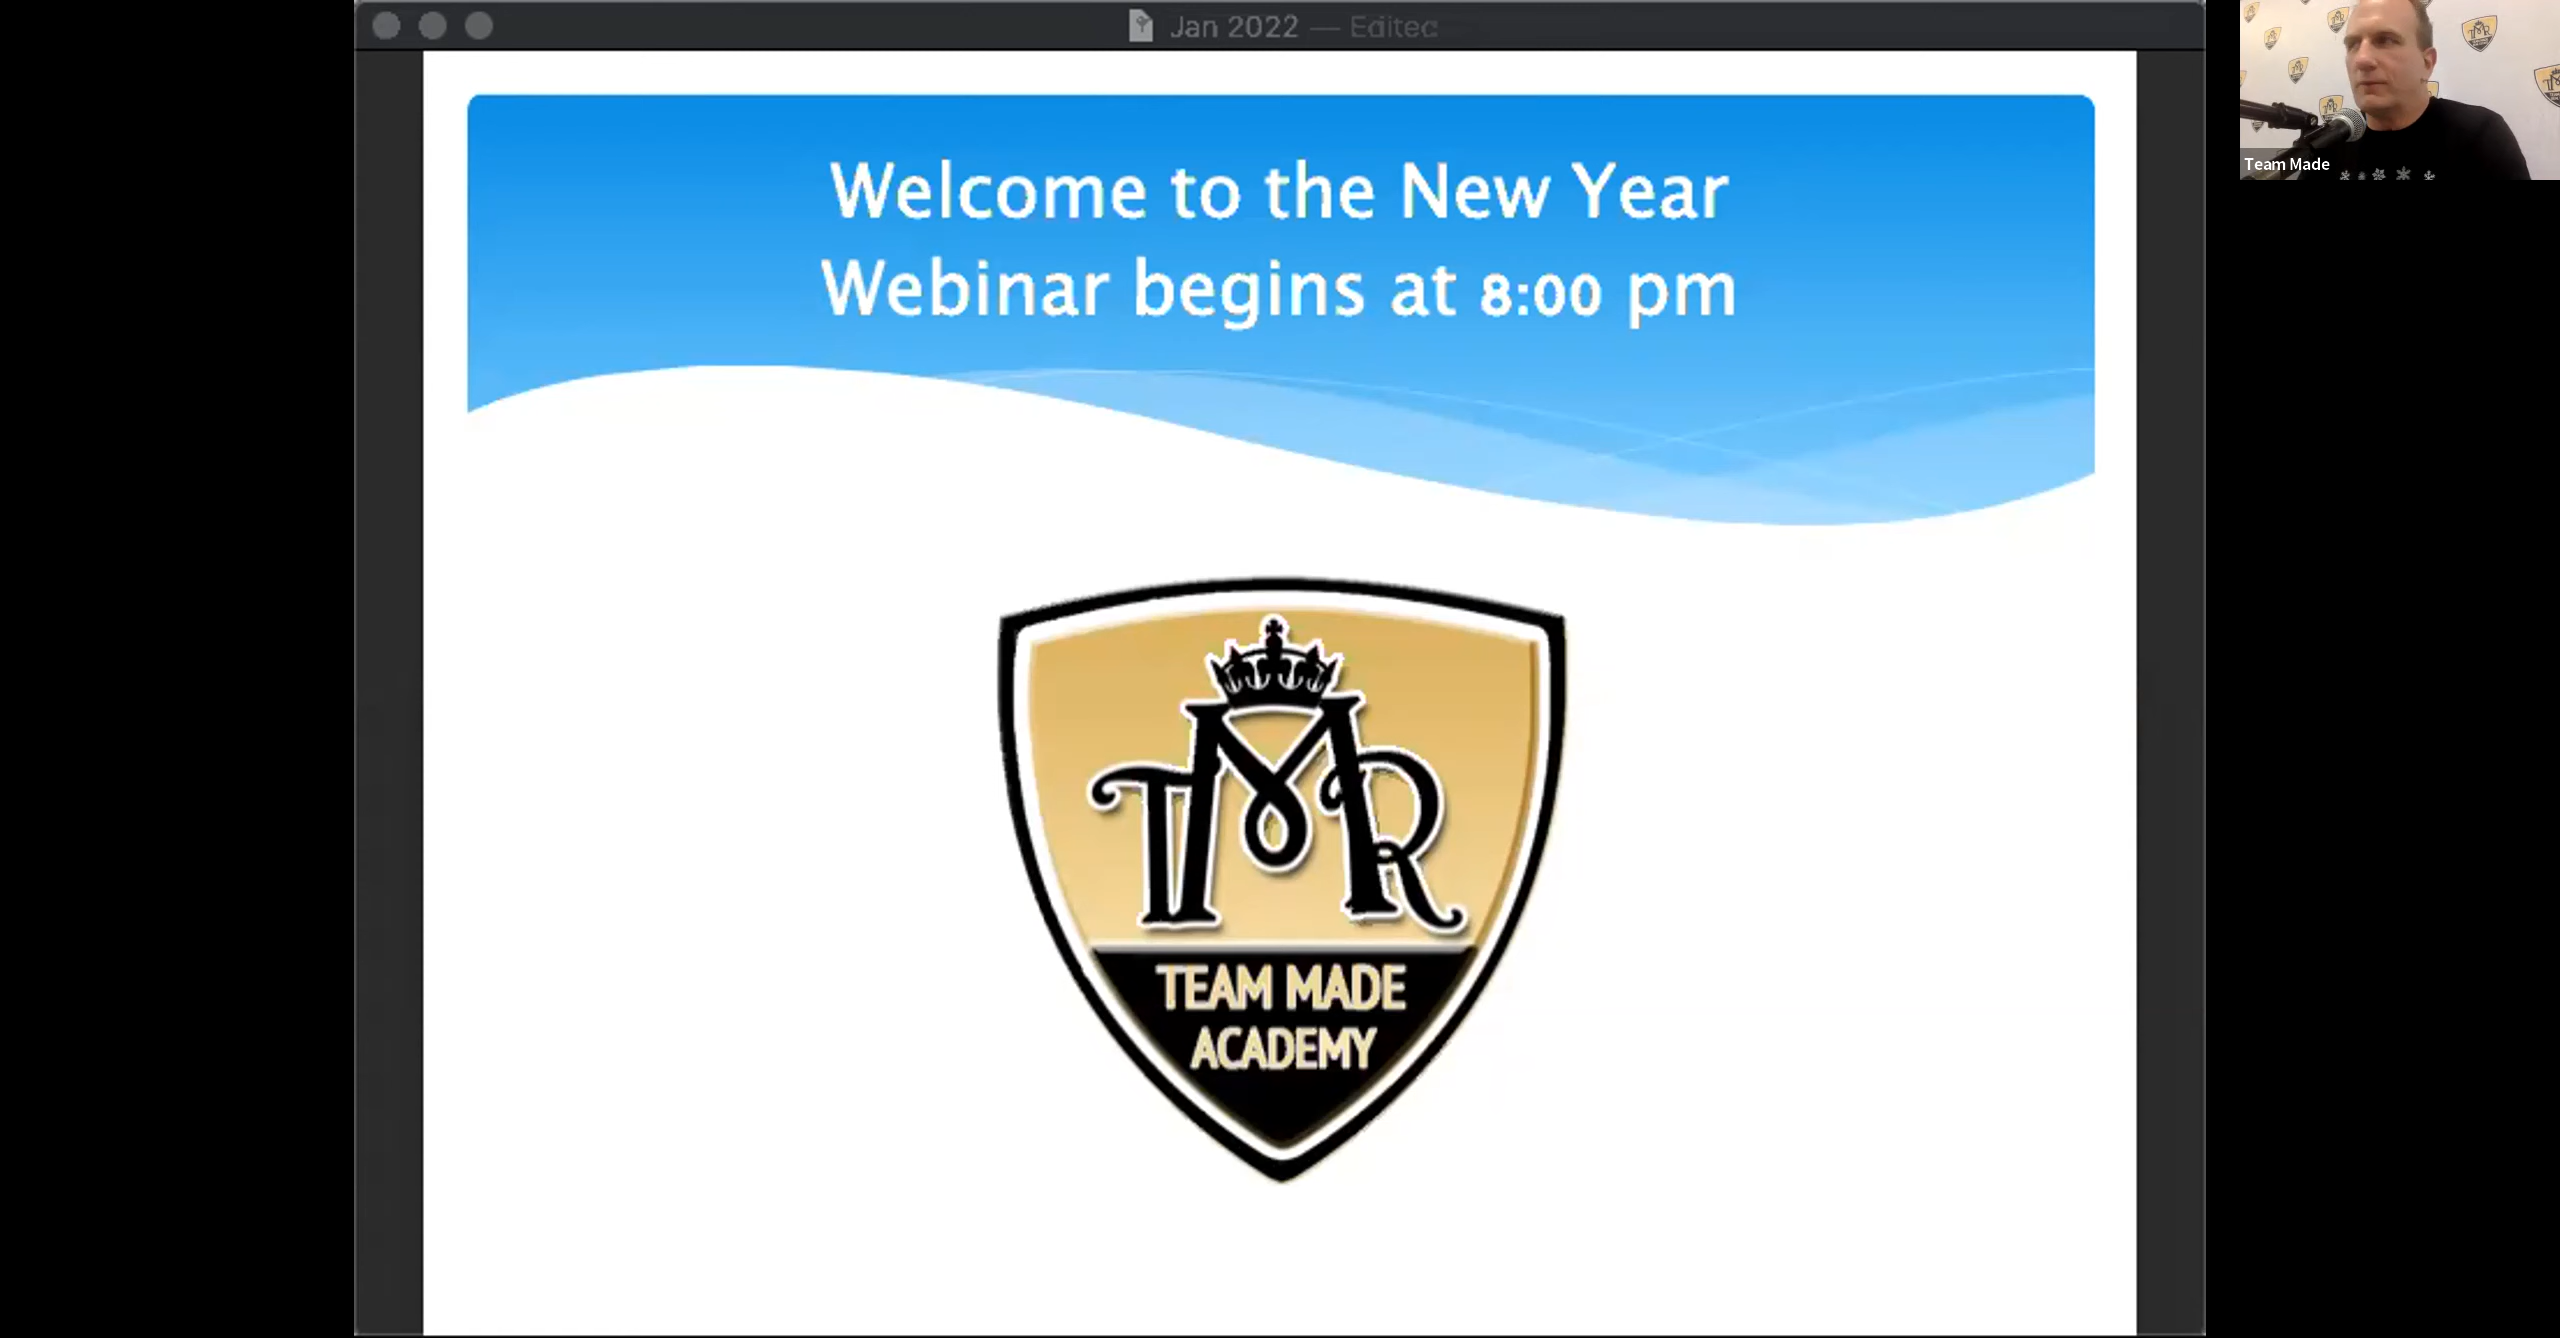 Jan 2022 — Edited
Welcome to the New Year
Webinar begins at 8:00 pm
TMR
TEAM MADE
ACADEMY
Team Made